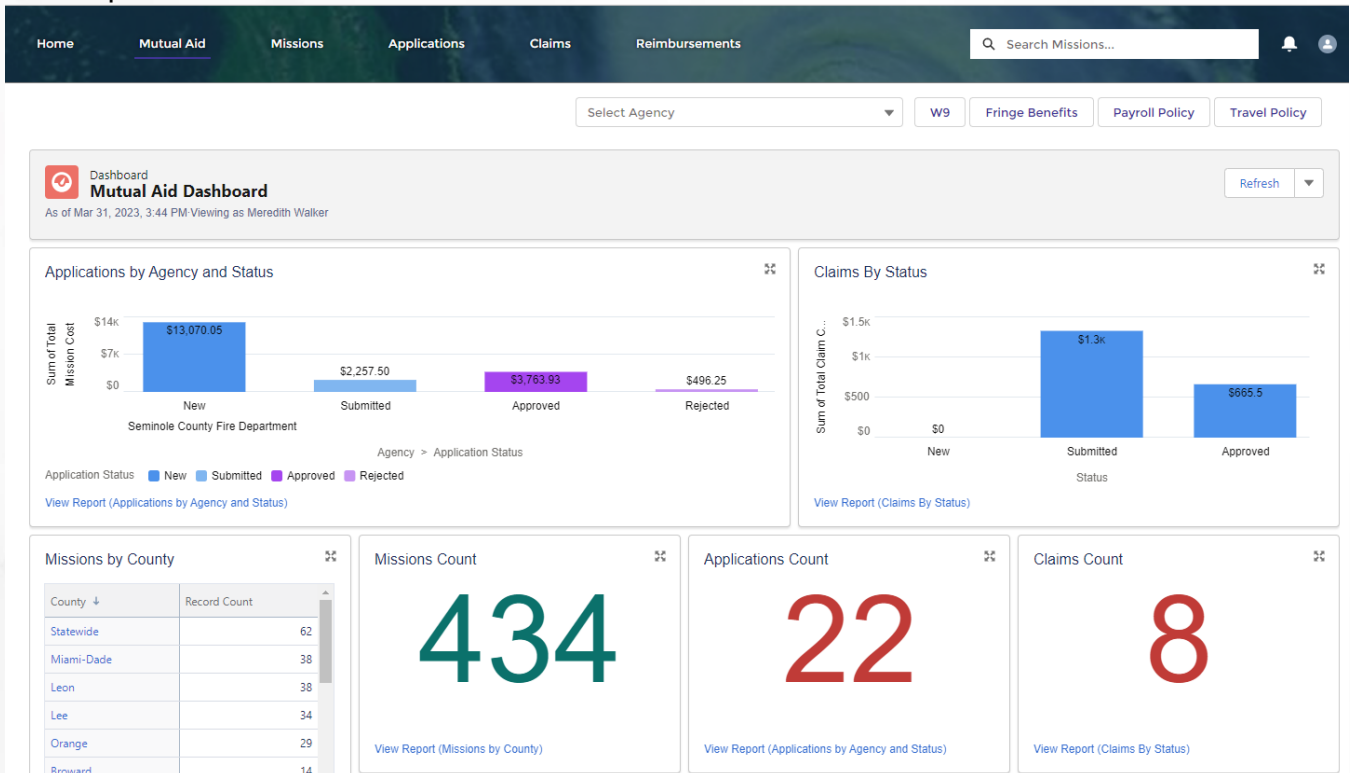 Home Mutual Aid Missions Applications Claims Reimbursements Search Missions...
Select Agency W9 Fringe Benefits Payroll Policy Travel Policy
Dashboard
Mutual Aid Dashboard
As of Mar 31, 2023, 3:44 PM·Viewing as Meredith Walker
Refresh
Applications by Agency and Status
Sum of Total
Mission Cost
$14K
$7K
$0
$13,070.05
$2,257.50
$3,763.93
$496.25
New Submitted Approved Rejected
Seminole County Fire Department
Agency > Application Status
Application Status New Submitted Approved Rejected
View Report (Applications by Agency and Status)
Claims By Status
Sum of Total Claim C...
$1.5K
$1K
$500
$0
$0
$1.3K
$665.5
New Submitted Approved
Status
View Report (Claims By Status)
Missions by County
County ↓ Record Count
Statewide 62
Miami-Dade 38
Leon 38
Lee 34
Orange 29
Broward 14
Missions Count
434
View Report (Missions by County)
Applications Count
22
View Report (Applications by Agency and Status)
Claims Count
8
View Report (Claims By Status)